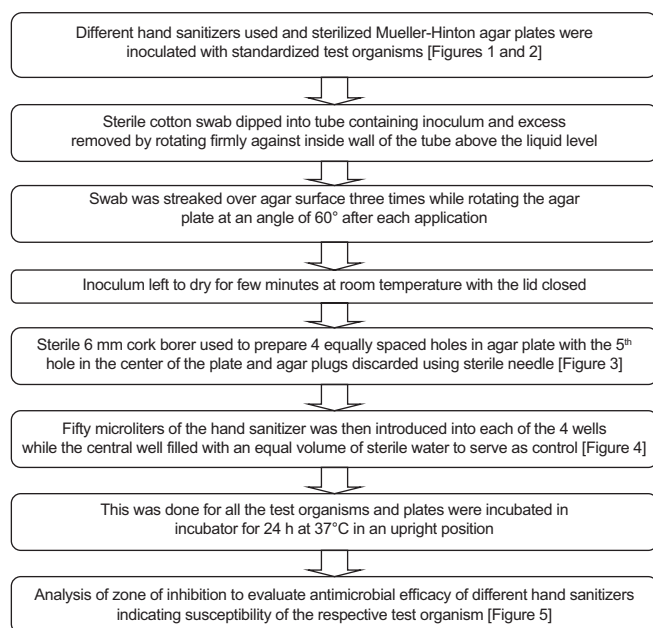 Different hand sanitizers used and sterilized Mueller-Hinton agar plates were
inoculated with standardized test organisms [Figures 1 and 2]
Sterile cotton swab dipped into tube containing inoculum and excess
removed by rotating firmly against inside wall of the tube above the liquid level
Swab was streaked over agar surface three times while rotating the agar
plate at an angle of 60° after each application
Inoculum left to dry for few minutes at room temperature with the lid closed
Sterile 6 mm cork borer used to prepare 4 equally spaced holes in agar plate with the 5th
hole in the center of the plate and agar plugs discarded using sterile needle [Figure 3]
Fifty microliters of the hand sanitizer was then introduced into each of the 4 wells
while the central well filled with an equal volume of sterile water to serve as control [Figure 4]
This was done for all the test organisms and plates were incubated in
incubator for 24 h at 37°C in an upright position
Analysis of zone of inhibition to evaluate antimicrobial efficacy of different hand sanitizers
indicating susceptibility of the respective test organism [Figure 5]